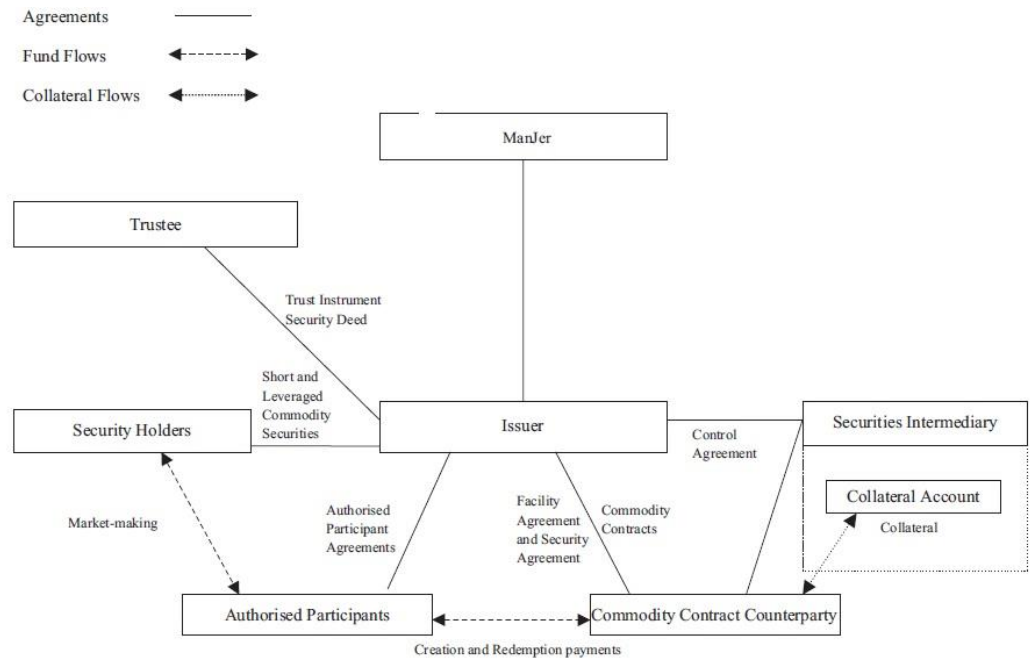 Agreements
Fund Flows
Collateral Flows
ManJer
Trustee
Trust Instrument
Security Deed
Short and
Leveraged
Commodity
Securities
Security Holders
Issuer
Control
Agreement
Securities Intermediary
Collateral Account
Collateral
Market-making
Authorised
Participant
Agreements
Facility
Agreement
and Security
Agreement
Commodity
Contracts
Authorised Participants
Commodity Contract Counterparty
Creation and Redemption payments